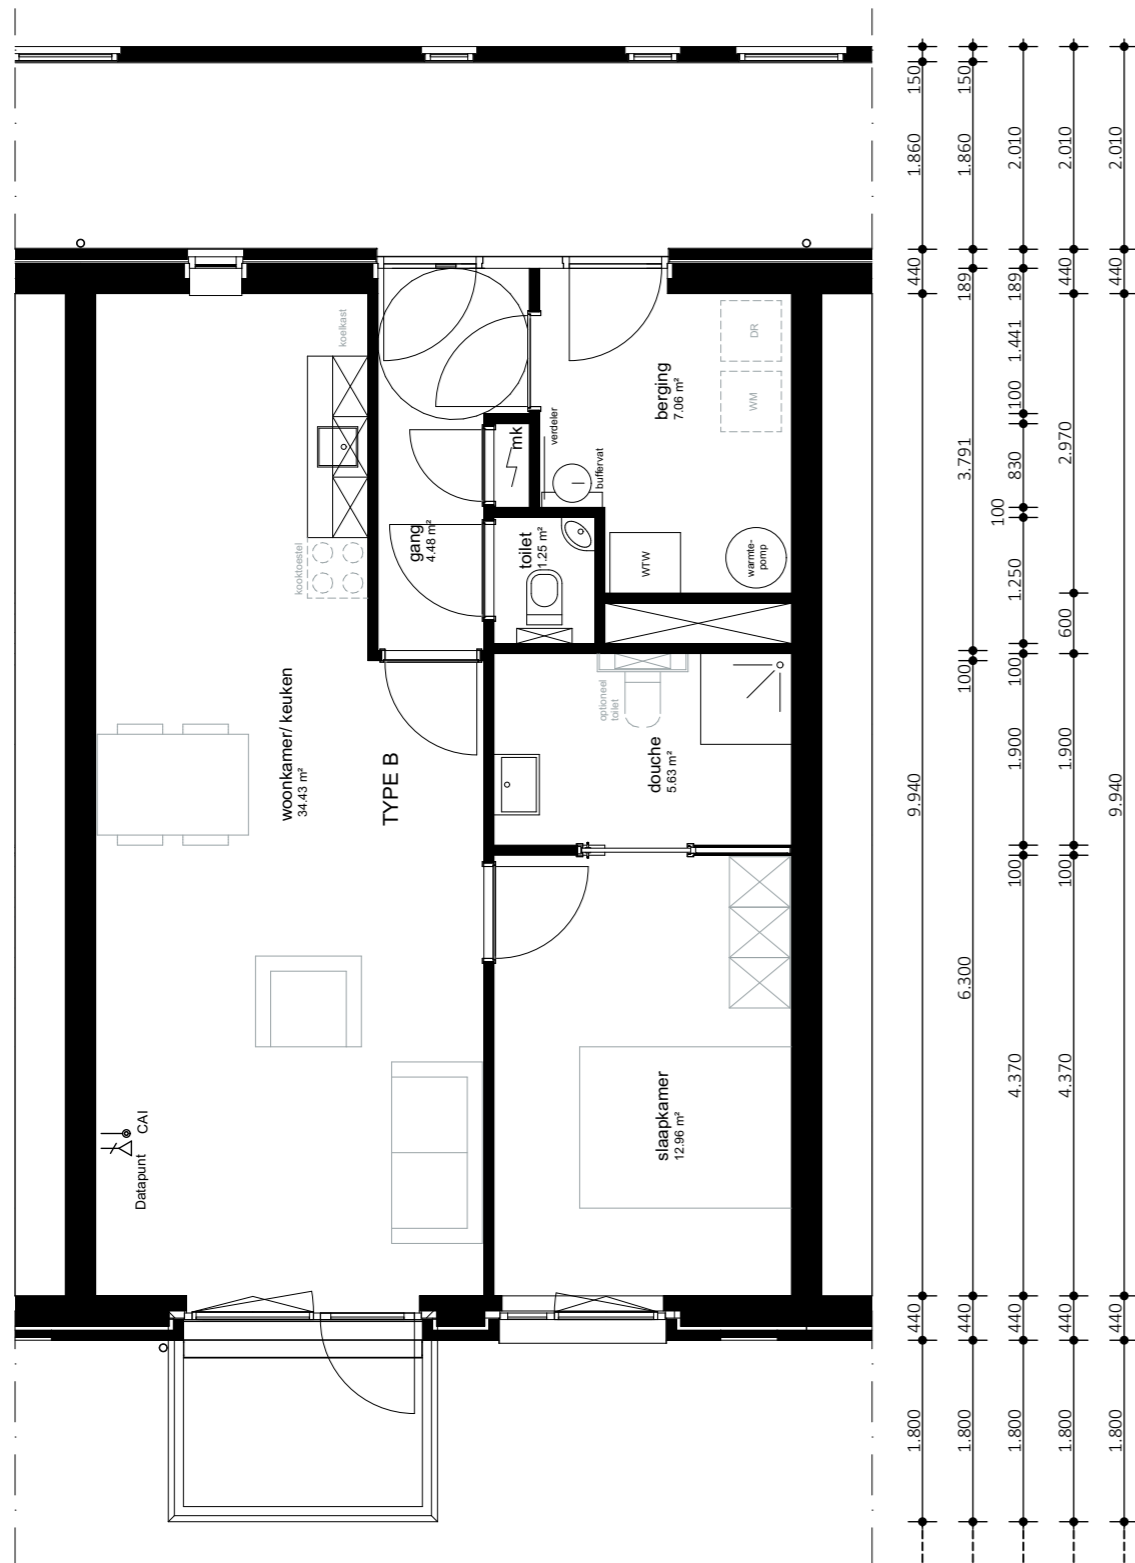 koelkast
DR
WM
berging
7.06 m²
verdeler
mk
buffervat
gang
4.48 m²
toilet
1.25 m²
WTW
warmte-
pomp
kooktoestel
woonkamer/ keuken
34.43 m²
TYPE B
optioneel
toilet
douche
5.63 m²
slaapkamer
12.96 m²
CAI
Datapunt
150
1.860
440
9.940
440
1.800
150
1.860
189
3.791
100
6.300
440
1.800
2.010
189
1.441
100
830
100
1.250
100
1.900
100
4.370
440
1.800
2.010
440
2.970
600
1.900
100
4.370
440
1.800
2.010
440
9.940
440
1.800